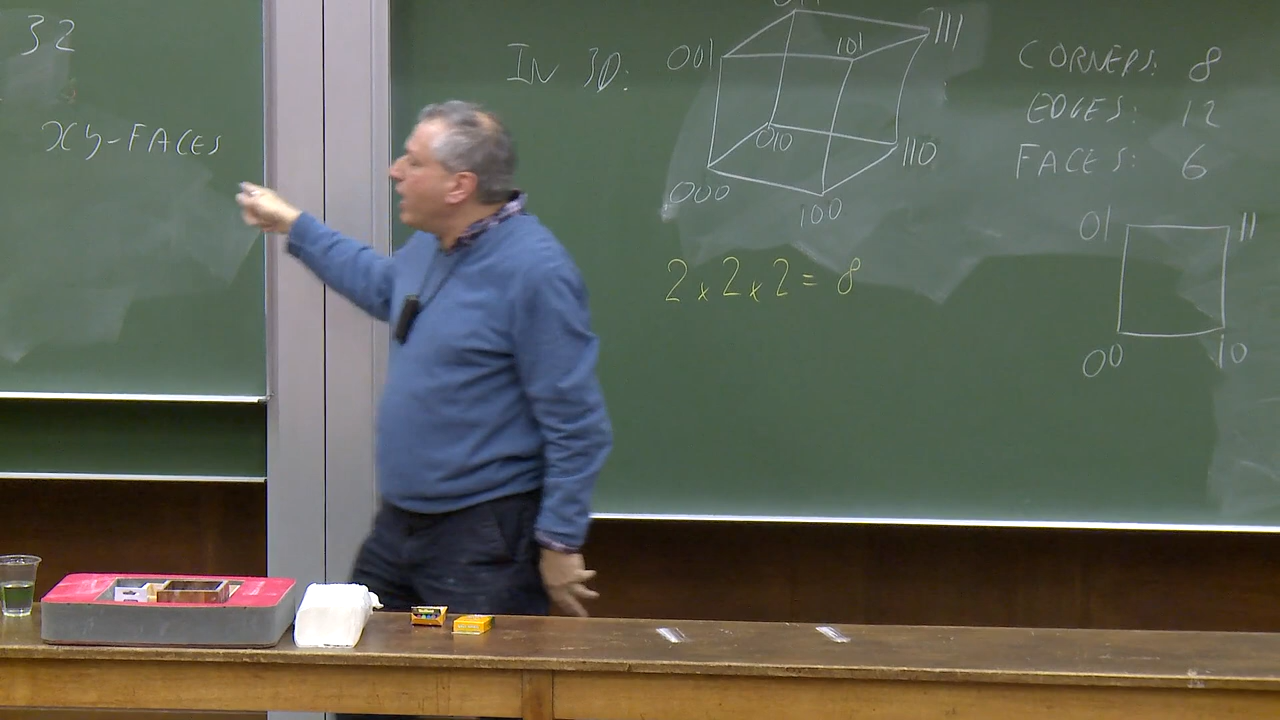 32
xy-FACES
IN 3D:
001
101
111
010
000
100
110
2 x 2 x 2 = 8
CORNERS: 8
EDGES: 12
FACES: 6
01
11
00
10